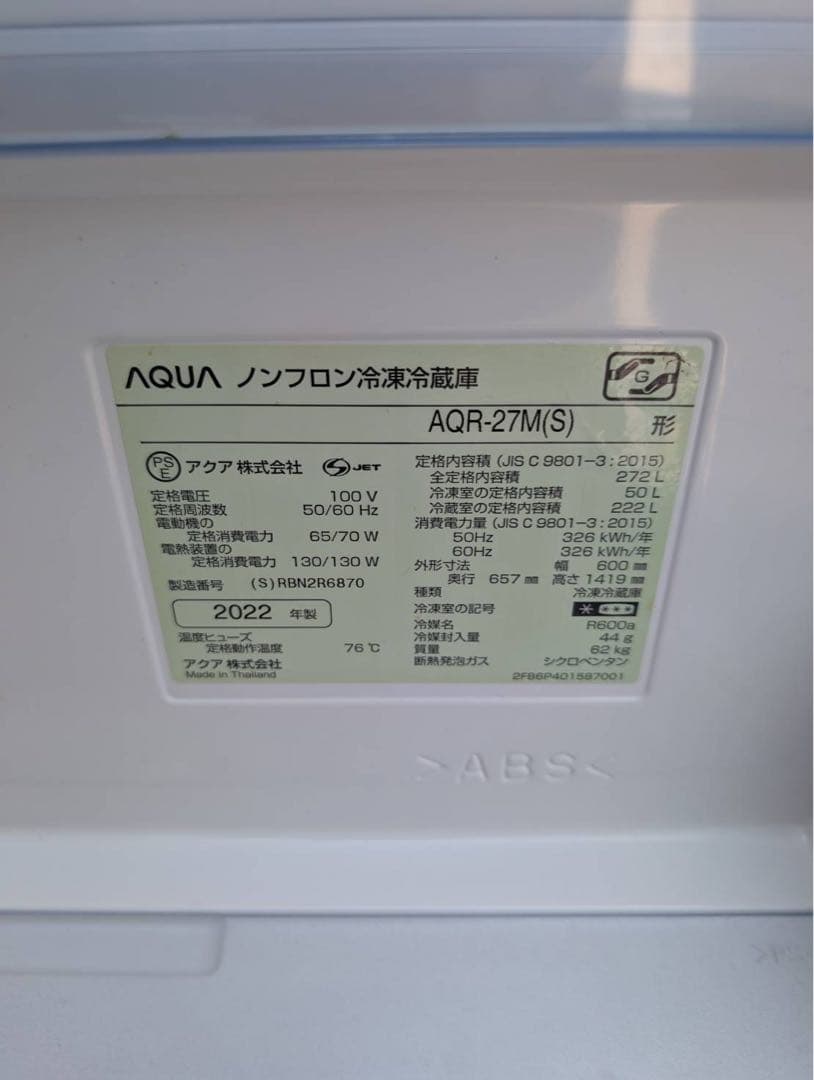 AQUA ノンフロン冷凍冷蔵庫
G
AQR-27M(S) 形
PSE アクア株式会社 S JET
定格電圧 100 V
定格周波数 50/60 Hz
電動機の
定格消費電力 65/70 W
電熱装置の
定格消費電力 130/130 W
製造番号 (S)RBN2R6870
2022 年製
温度ヒューズ
定格動作温度 76 ℃
アクア株式会社
Made in Thailand
定格内容積 (JIS C 9801-3 : 2015)
全定格内容積 272 L
冷凍室の定格内容積 50 L
冷蔵室の定格内容積 222 L
消費電力量 (JIS C 9801-3 : 2015)
50Hz 326 kWh/年
60Hz 326 kWh/年
外形寸法 幅 600 ㎜
奥行 657 ㎜ 高さ 1419 ㎜
種類 冷凍冷蔵庫
冷凍室の記号 * ***
冷媒名 R600a
冷媒封入量 44 g
質量 62 kg
断熱発泡ガス シクロペンタン
2FB6P401587001
>ABS<